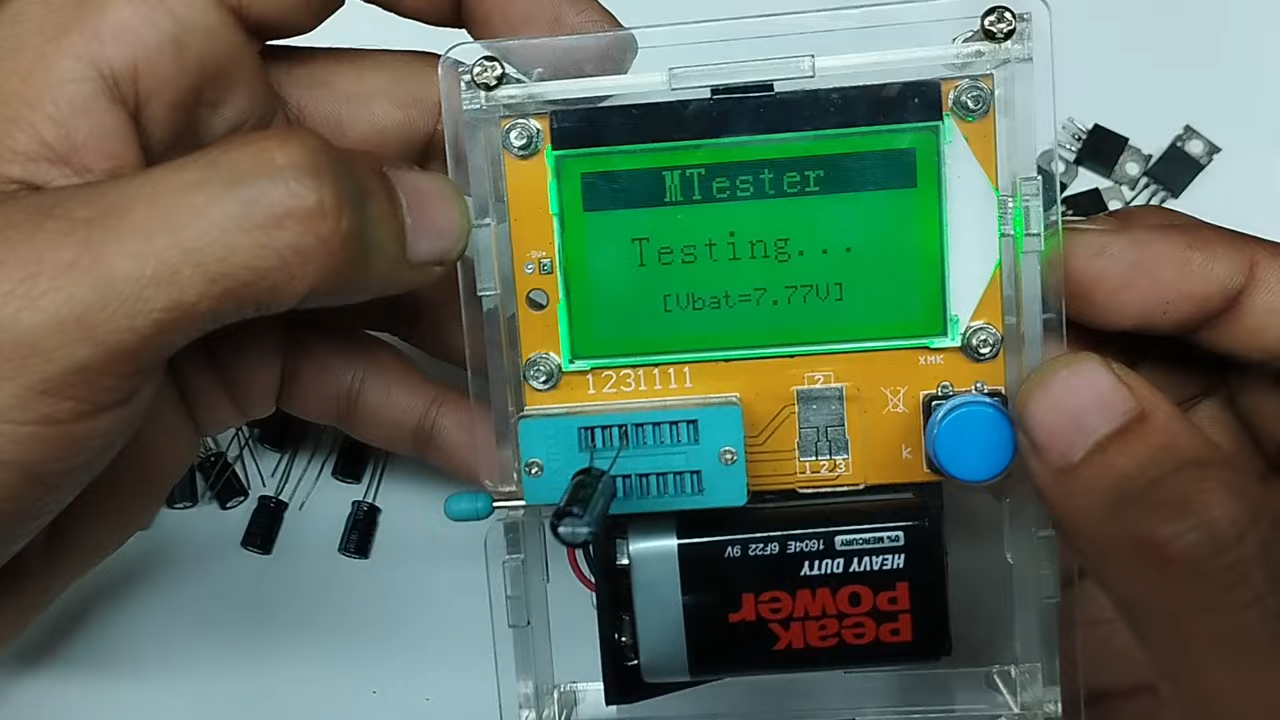 MTester
Testing...
[Vbat=7.77V]
XMK
1231111
2
k
1 2 3
0% MERCURY
1604E 6F22 9V
HEAVY DUTY
Peak
power